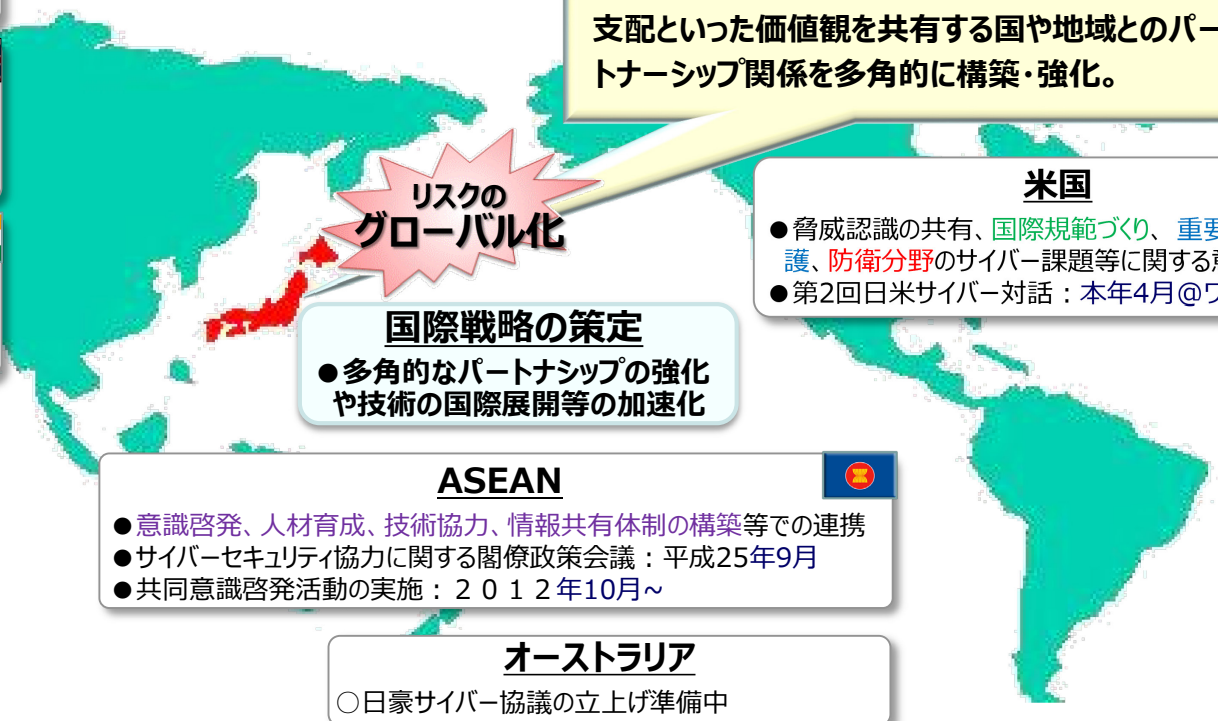 支配といった価値観を共有する国や地域とのパー
トナーシップ関係を多角的に構築・強化。
リスクの
グローバル化
米国
●脅威認識の共有、国際規範づくり、重要
護、防衛分野のサイバー課題等に関する
●第2回日米サイバー対話：本年4月@ワ
国際戦略の策定
●多角的なパートナシップの強化
や技術の国際展開等の加速化
ASEAN
●意識啓発、人材育成、技術協力、情報共有体制の構築等での連携
●サイバーセキュリティ協力に関する閣僚政策会議：平成25年9月
●共同意識啓発活動の実施：２０１２年10月~
オーストラリア
○日豪サイバー協議の立上げ準備中